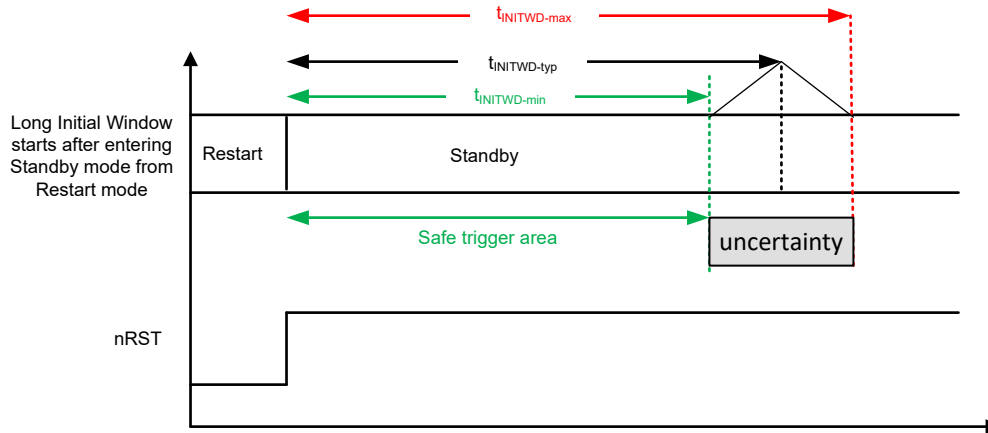 tINITWD-max
tINITWD-typ
tINITWD-min
Long Initial Window
starts after entering
Standby mode from
Restart mode
Restart
Standby
Safe trigger area
uncertainty
nRST